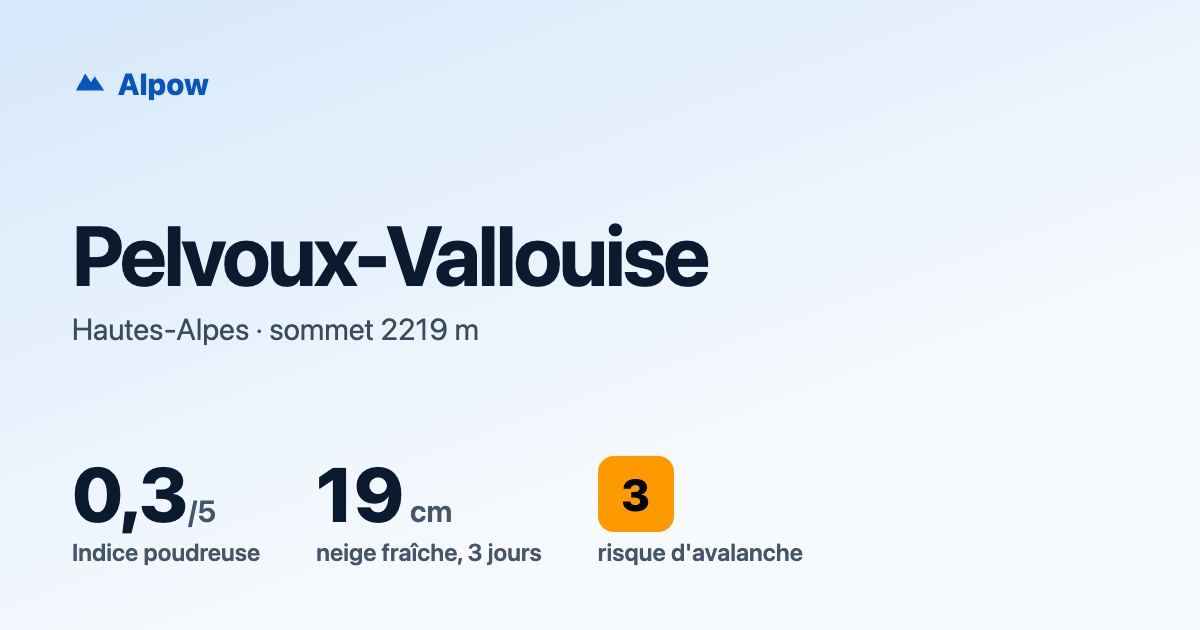 Alpow
Pelvoux-Vallouise
Hautes-Alpes · sommet 2219 m
0,3/5
Indice poudreuse
19 cm
neige fraîche, 3 jours
3
risque d'avalanche